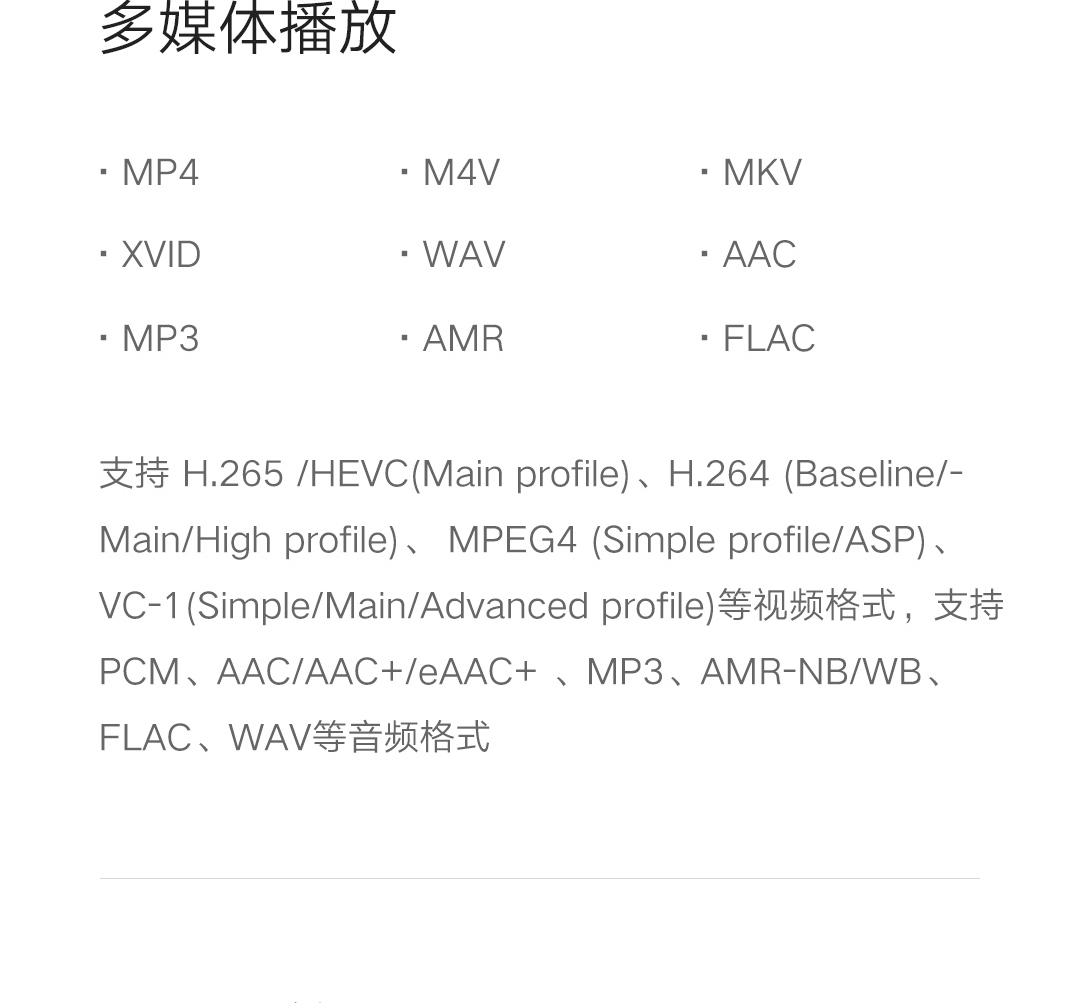 多媒体播放
· MP4 · M4V · MKV
· XVID · WAV · AAC
· MP3 · AMR · FLAC
支持 H.265 /HEVC(Main profile)、H.264 (Baseline/-
Main/High profile)、 MPEG4 (Simple profile/ASP)、
VC-1(Simple/Main/Advanced profile)等视频格式，支持
PCM、AAC/AAC+/eAAC+ 、MP3、AMR-NB/WB、
FLAC、WAV等音频格式